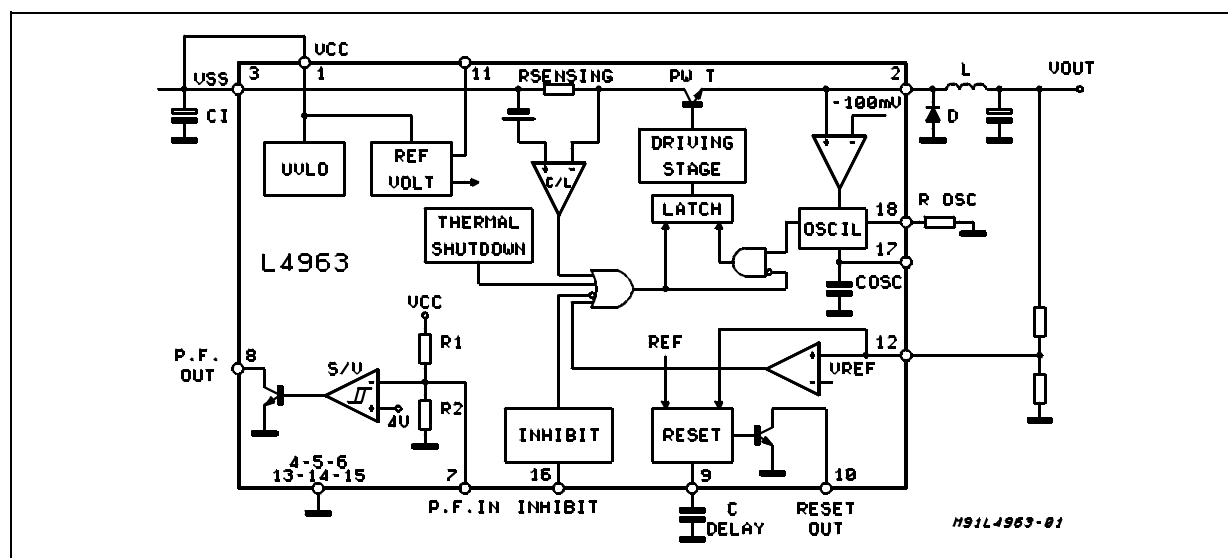 VCC
VSS
3
1
11
RSENSING
PW T
2
L
VOUT
CI
-100mV
D
+
-
+
-
UVLO
REF
VOLT
C/L
DRIVING
STAGE
LATCH
OSCIL
18
R OSC
17
COSC
THERMAL
SHUTDOWN
L4963
VCC
R1
P.F.
OUT
8
S/V
-
+
4V
R2
REF
12
+
VREF
-
INHIBIT
RESET
4-5-6
13-14-15
7
16
9
10
P.F.IN
INHIBIT
C
DELAY
RESET
OUT
M91L4963-01